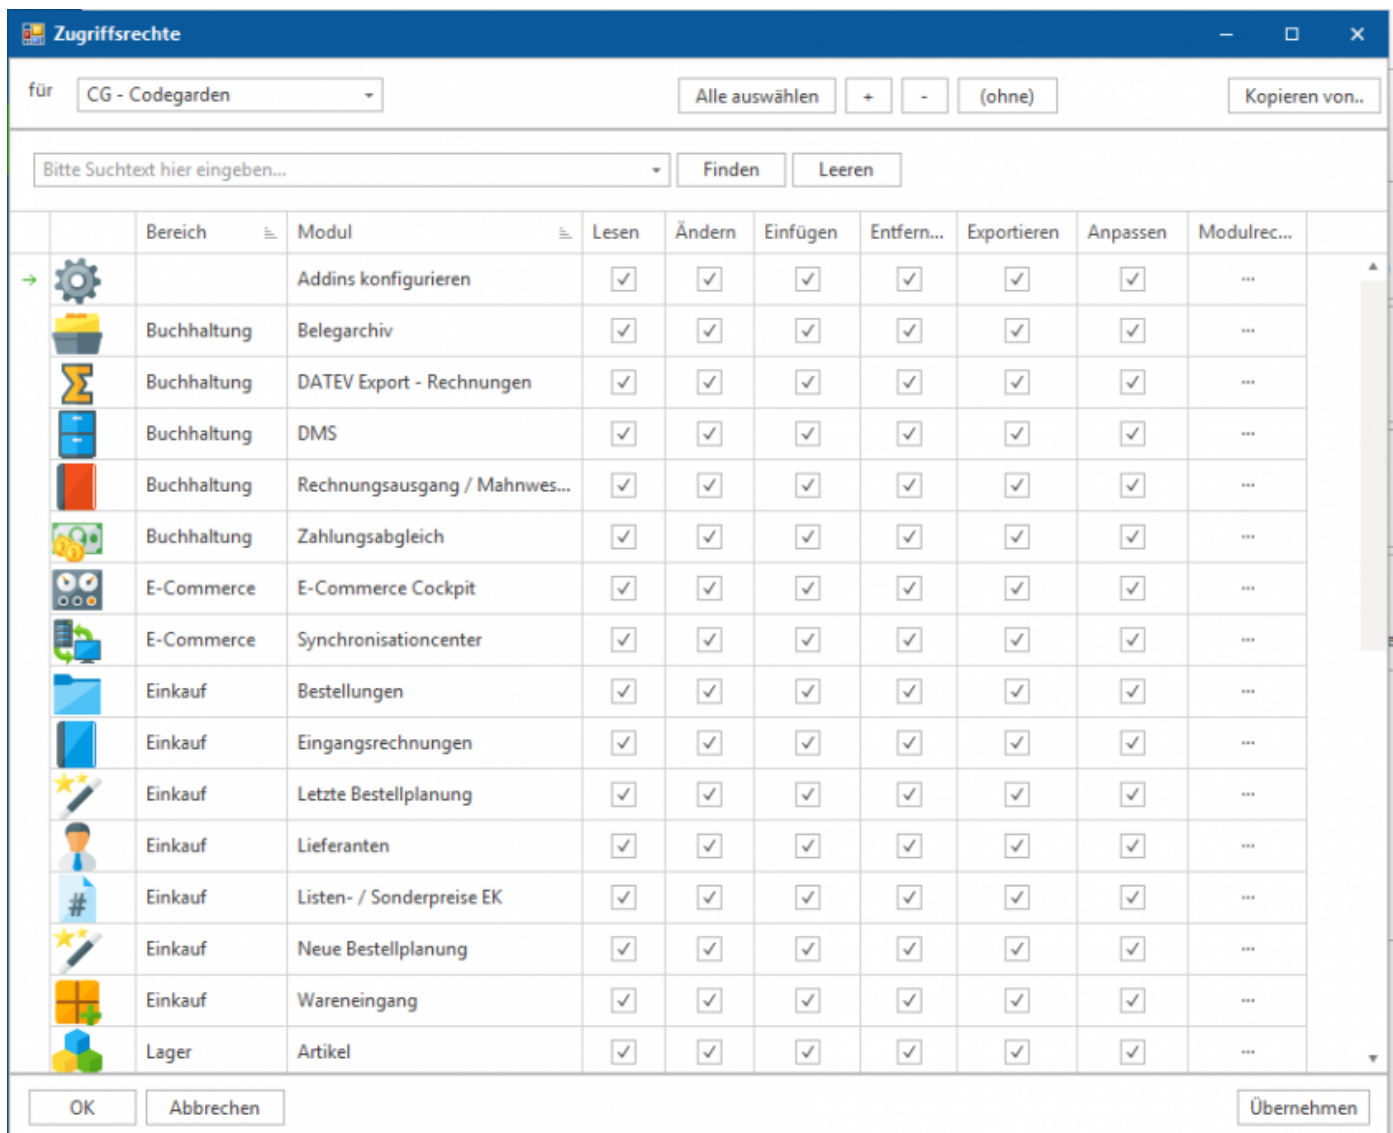 Zugriffsrechte
für CG - Codegarden Alle auswählen + - (ohne) Kopieren von..
Bitte Suchtext hier eingeben... Finden Leeren
Bereich Modul Lesen Ändern Einfügen Entfern... Exportieren Anpassen Modulrec...
Addins konfigurieren ...
Buchhaltung Belegarchiv ...
Buchhaltung DATEV Export - Rechnungen ...
Buchhaltung DMS ...
Buchhaltung Rechnungsausgang / Mahnwes... ...
Buchhaltung Zahlungsabgleich ...
E-Commerce E-Commerce Cockpit ...
E-Commerce Synchronisationcenter ...
Einkauf Bestellungen ...
Einkauf Eingangsrechnungen ...
Einkauf Letzte Bestellplanung ...
Einkauf Lieferanten ...
# Einkauf Listen- / Sonderpreise EK ...
Einkauf Neue Bestellplanung ...
Einkauf Wareneingang ...
Lager Artikel ...
OK Abbrechen Übernehmen